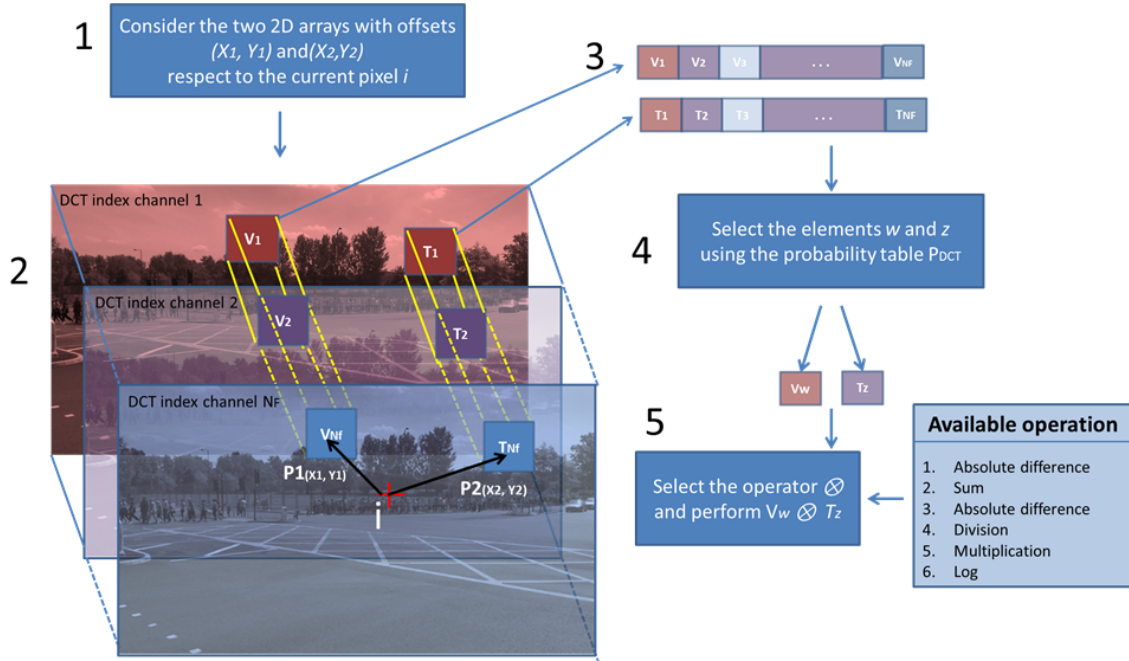 1
Consider the two 2D arrays with offsets
(X1, Y1) and(X2,Y2)
respect to the current pixel i
2
DCT index channel 1
V1
T1
DCT index channel 2
V2
T2
DCT index channel NF
VNf
TNf
P1(X1, Y1)
P2(X2, Y2)
i
3
V1 V2 V3 ... VNF
T1 T2 T3 ... TNF
4
Select the elements w and z
using the probability table PDCT
Vw Tz
5
Select the operator ⊗
and perform Vw ⊗ Tz
Available operation
1. Absolute difference
2. Sum
3. Absolute difference
4. Division
5. Multiplication
6. Log